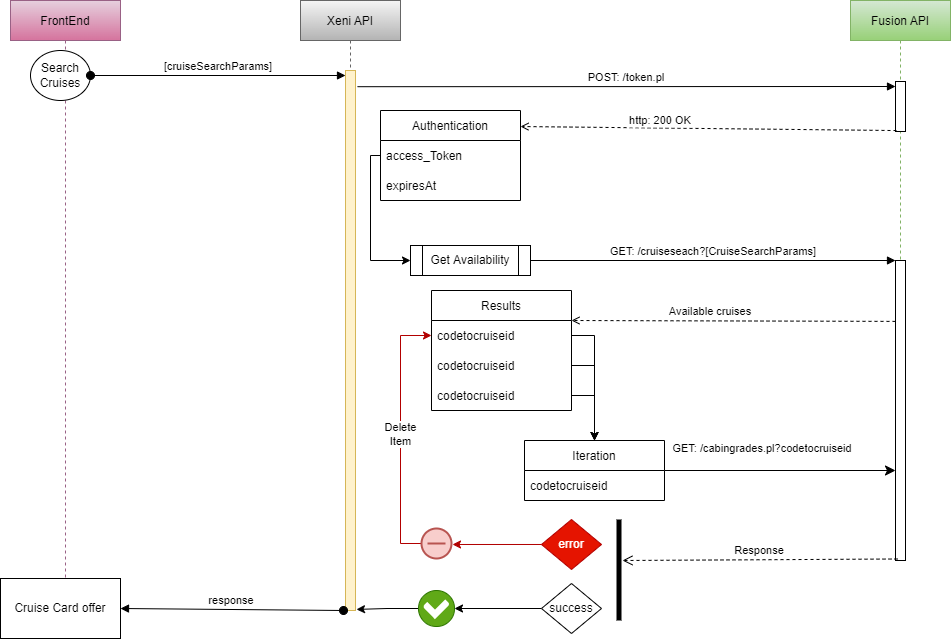 FrontEnd
Xeni API
Fusion API
Search
Cruises
[cruiseSearchParams]
POST: /token.pl
http: 200 OK
Authentication
access_Token
expiresAt
Get Availability
GET: /cruiseseach?[CruiseSearchParams]
Results
Available cruises
codetocruiseid
codetocruiseid
codetocruiseid
Delete
Item
Iteration
GET: /cabingrades.pl?codetocruiseid
codetocruiseid
error
Response
Cruise Card offer
response
success